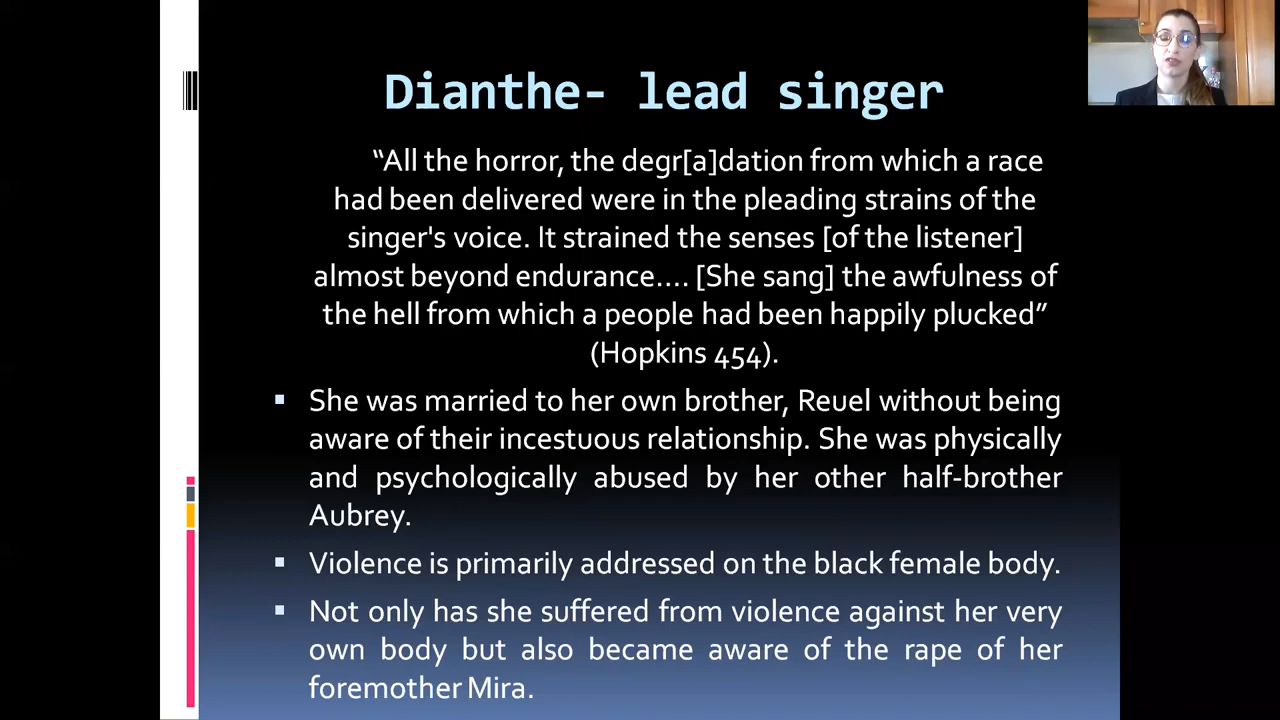 Dianthe- lead singer
“All the horror, the degr[a]dation from which a race
had been delivered were in the pleading strains of the
singer's voice. It strained the senses [of the listener]
almost beyond endurance…. [She sang] the awfulness of
the hell from which a people had been happily plucked”
(Hopkins 454).
▪ She was married to her own brother, Reuel without being
aware of their incestuous relationship. She was physically
and psychologically abused by her other half-brother
Aubrey.
▪ Violence is primarily addressed on the black female body.
▪ Not only has she suffered from violence against her very
own body but also became aware of the rape of her
foremother Mira.